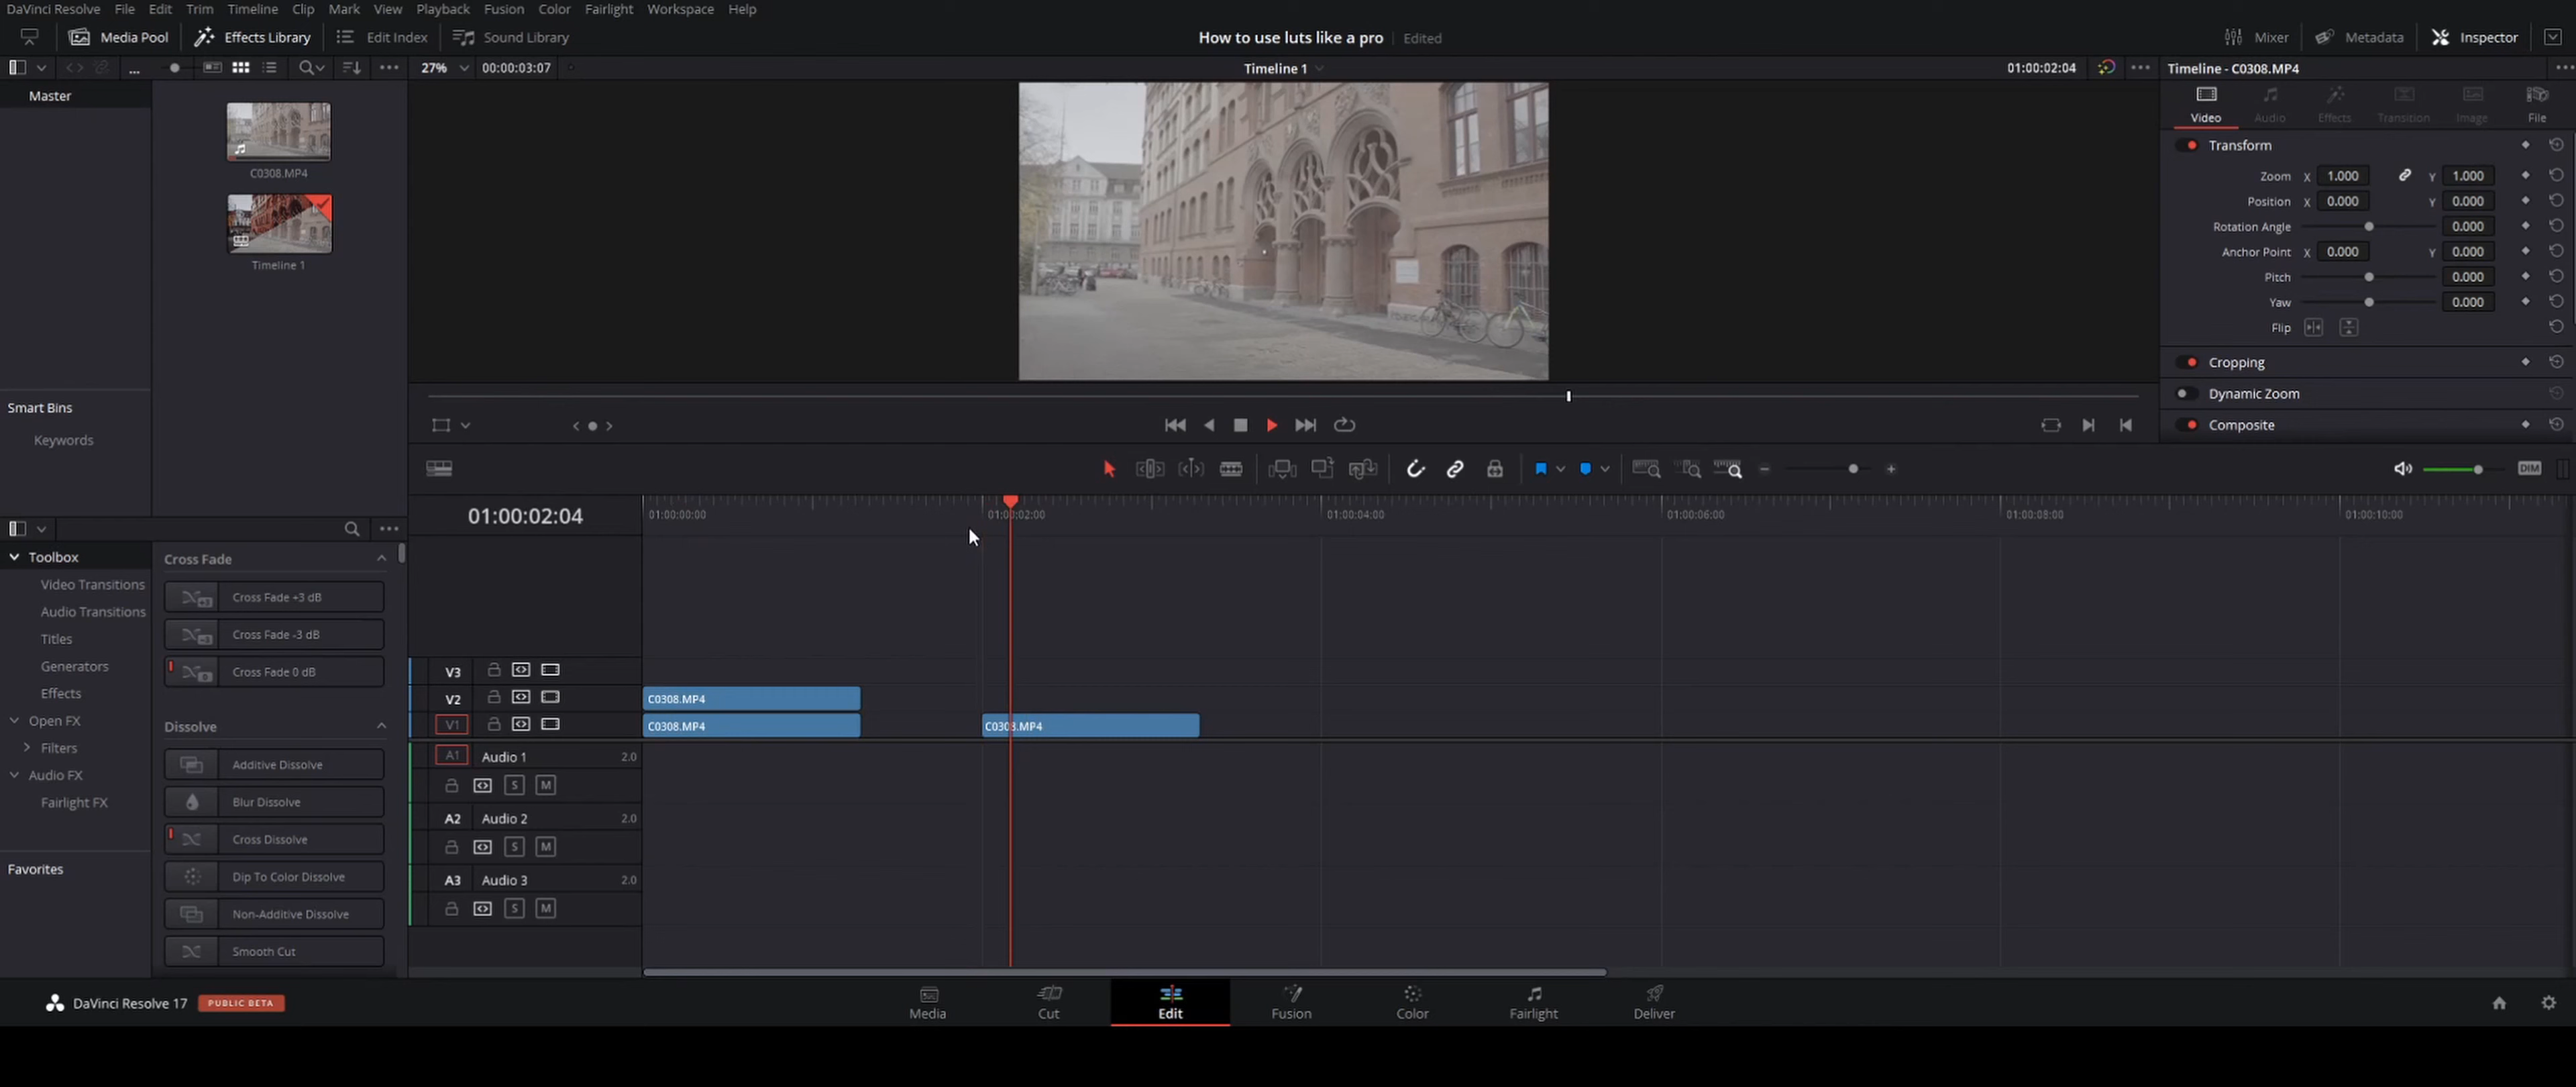 DaVinci Resolve File Edit Trim Timeline Clip Mark View Playback Fusion Color Fairlight Workspace Help
Media Pool Effects Library Edit Index Sound Library How to use luts like a pro Edited Mixer Metadata Inspector
... 27% 00:00:03:07 Timeline 1 01:00:02:04 Timeline - C0308.MP4
Master
Video Audio Effects Transition Image File
Transform
C0308.MP4
Zoom X 1.000 Y 1.000
Position X 0.000 Y 0.000
Rotation Angle 0.000
Anchor Point X 0.000 Y 0.000
Timeline 1
Pitch 0.000
Yaw 0.000
Flip
Cropping
Dynamic Zoom
Composite
Smart Bins
Keywords
DIM
01:00:02:04 01:00:00:00 01:00:02:00 01:00:04:00 01:00:06:00 01:00:08:00 01:00:10:00
Toolbox
Video Transitions
Audio Transitions
Titles
Generators
Effects
Open FX
Filters
Audio FX
Fairlight FX
Favorites
Cross Fade
Cross Fade +3 dB
Cross Fade -3 dB
Cross Fade 0 dB
Dissolve
Additive Dissolve
Blur Dissolve
Cross Dissolve
Dip To Color Dissolve
Non-Additive Dissolve
Smooth Cut
V3
V2 C0308.MP4
V1 C0308.MP4 C0308.MP4
A1 Audio 1 2.0
S M
A2 Audio 2 2.0
S M
A3 Audio 3 2.0
S M
DaVinci Resolve 17 PUBLIC BETA
Media Cut Edit Fusion Color Fairlight Deliver